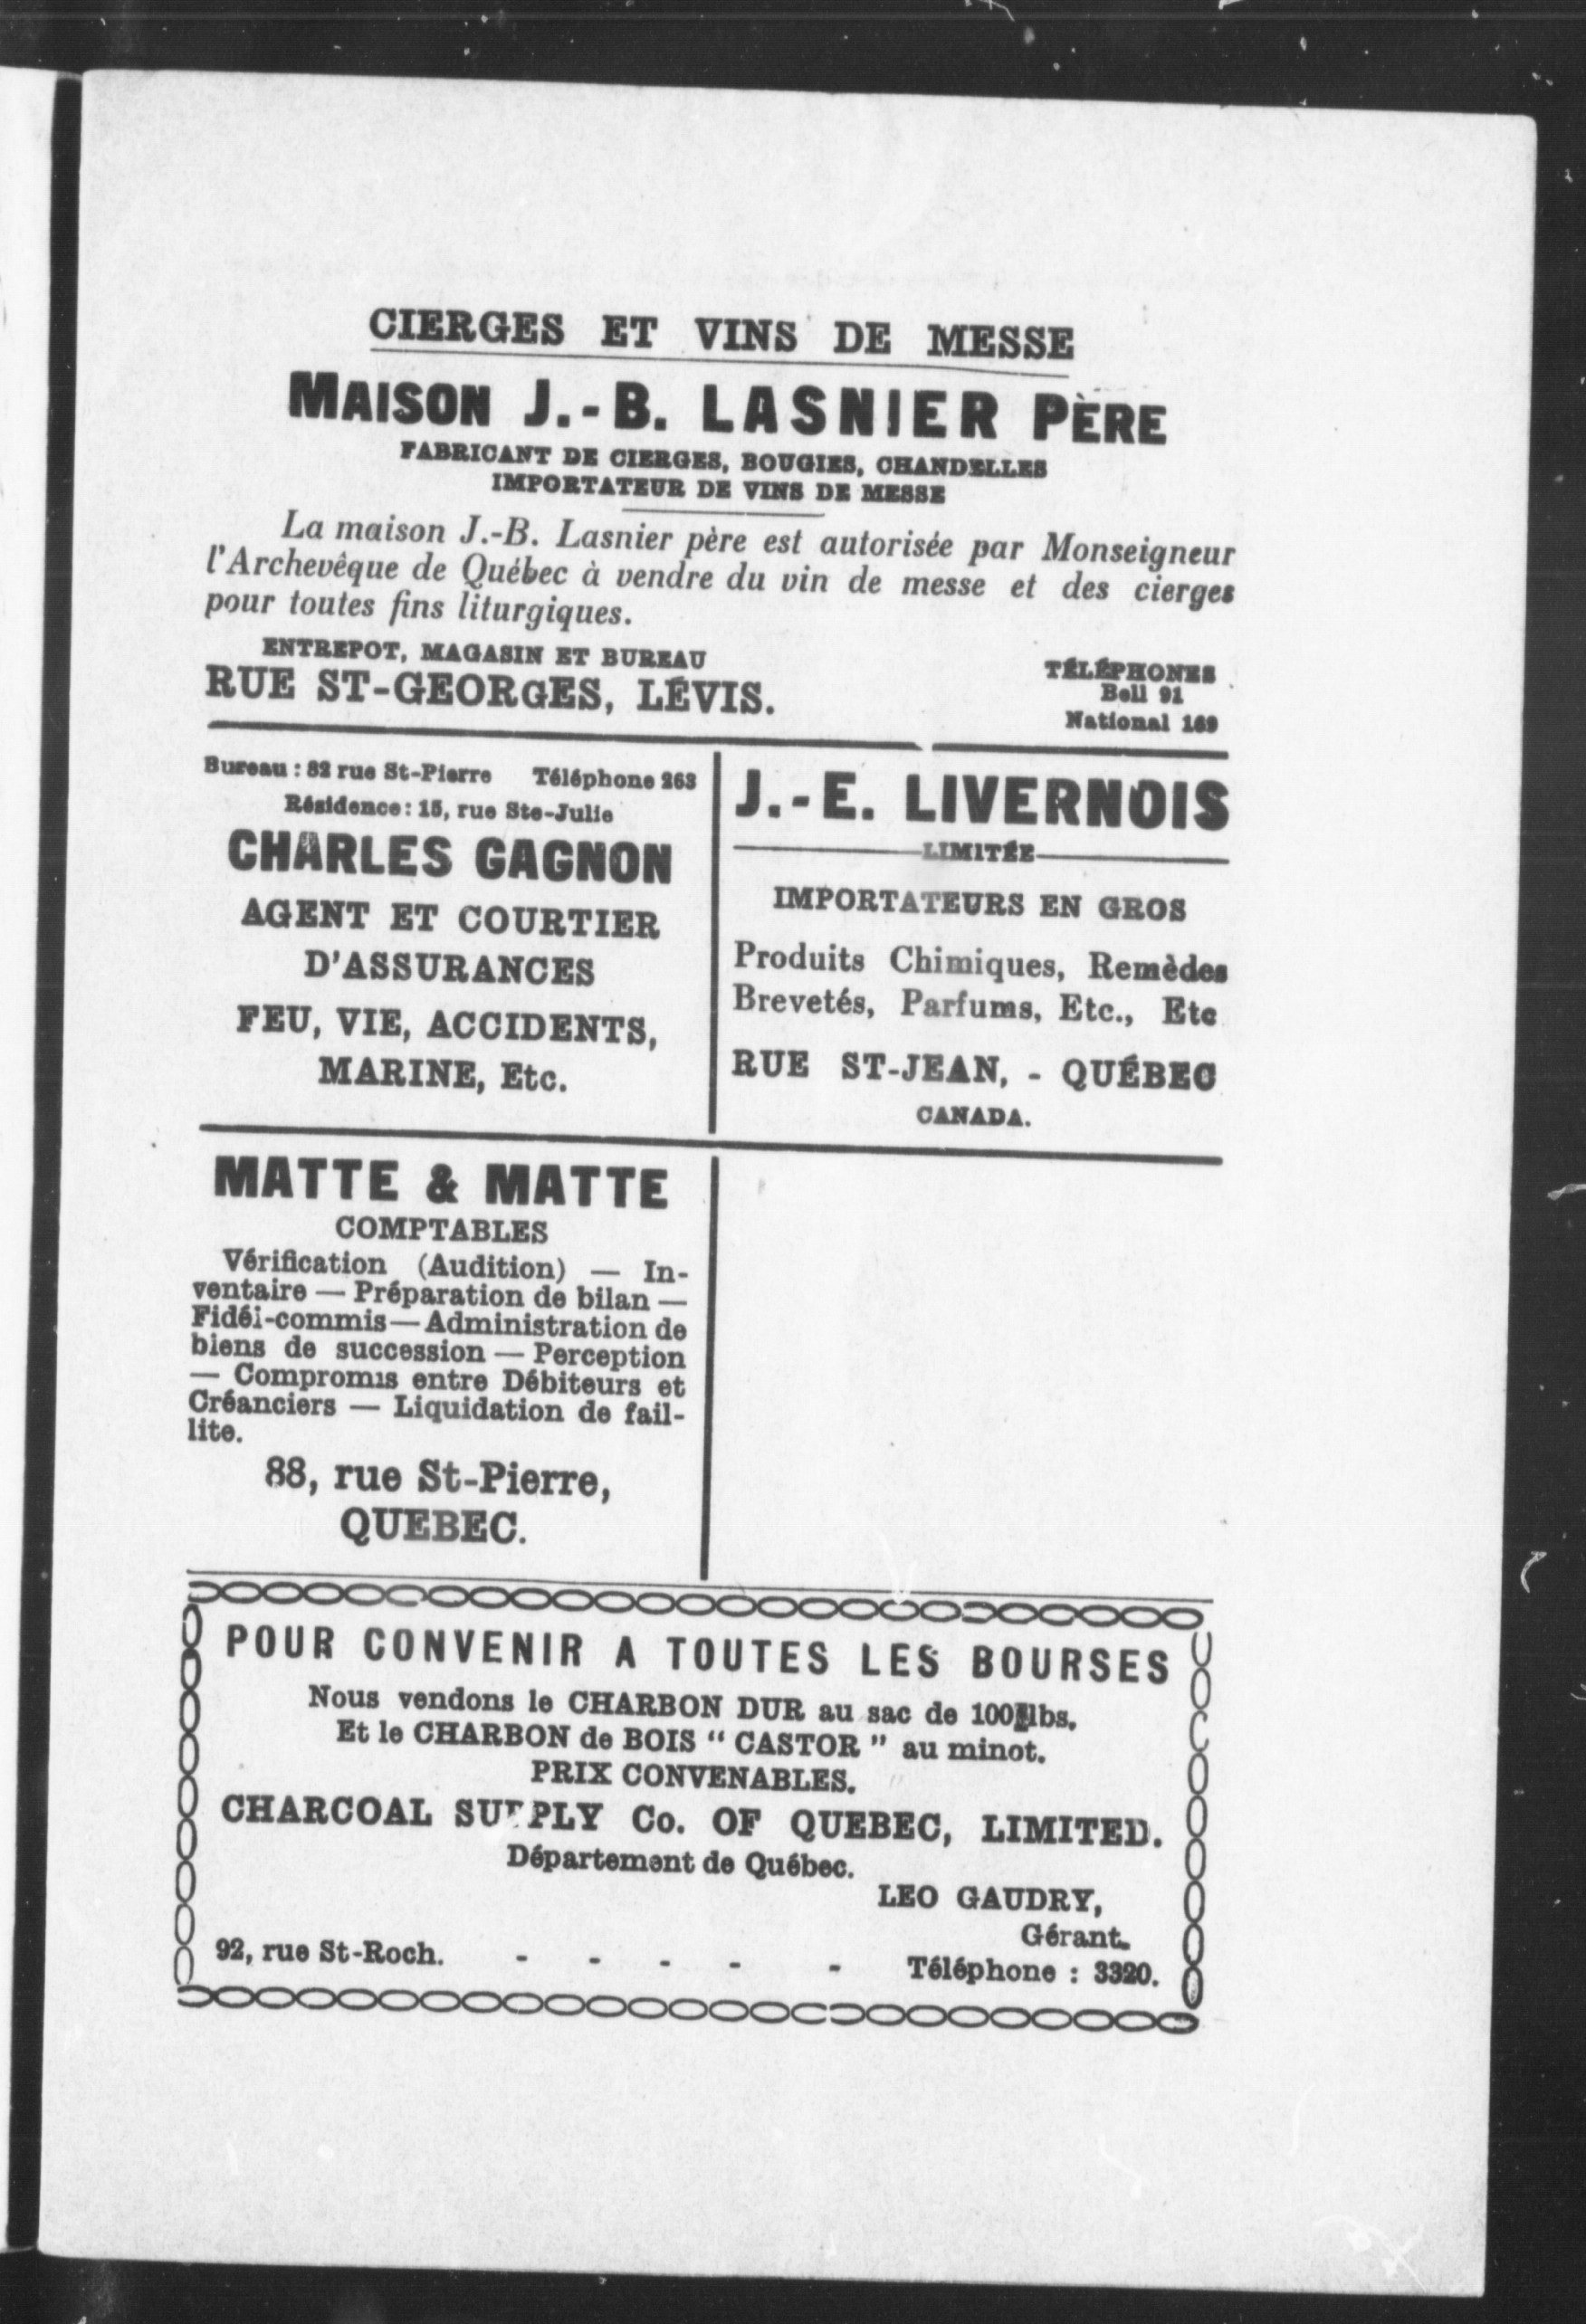 CIERGES ET VINS DE MESSE
MAISON J.-B. LASNIER PÈRE
FABRICANT DE CIERGES, BOUGIES, CHANDELLES
IMPORTATEUR DE VINS DE MESSE
La maison J.-B. Lasnier père est autorisée par Monseigneur
l'Archevêque de Québec à vendre du vin de messe et des cierges
pour toutes fins liturgiques.
ENTREPOT, MAGASIN ET BUREAU
RUE ST-GEORGES, LÉVIS.
TÉLÉPHONES
Bell 91
National 169
Bureau : 82 rue St-Pierre Téléphone 263
Résidence: 15, rue Ste-Julie
CHARLES GAGNON
AGENT ET COURTIER
D'ASSURANCES
FEU, VIE, ACCIDENTS,
MARINE, Etc.
J.-E. LIVERNOIS
LIMITÉE
IMPORTATEURS EN GROS
Produits Chimiques, Remèdes
Brevetés, Parfums, Etc., Etc
RUE ST-JEAN, - QUÉBEC
CANADA.
MATTE & MATTE
COMPTABLES
Vérification (Audition) — In-
ventaire — Préparation de bilan —
Fidéi-commis — Administration de
biens de succession — Perception
— Compromis entre Débiteurs et
Créanciers — Liquidation de fail-
lite.
88, rue St-Pierre,
QUEBEC.
POUR CONVENIR A TOUTES LES BOURSES
Nous vendons le CHARBON DUR au sac de 100 lbs.
Et le CHARBON de BOIS " CASTOR " au minot.
PRIX CONVENABLES.
CHARCOAL SUPPLY Co. OF QUEBEC, LIMITED.
Département de Québec.
LEO GAUDRY,
Gérant.
92, rue St-Roch. - - - - - Téléphone : 3320.